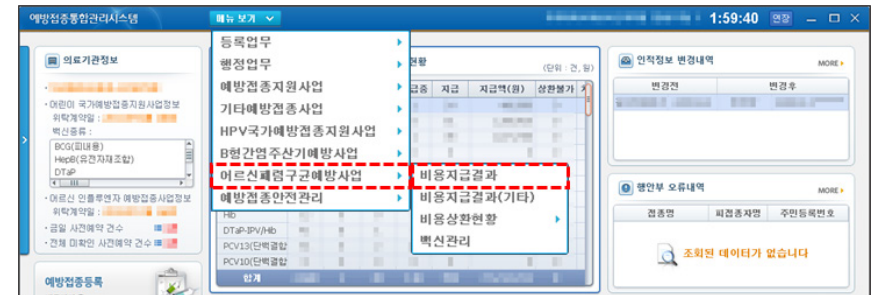 예방접종통합관리시스템
메뉴 보기
1:59:40
연장
의료기관정보
· 어린이 국가예방접종지원사업정보
위탁계약일 :
백신종류 :
BCG(피내용)
HepB(유전자재조합)
DTaP
· 어르신 인플루엔자 예방접종사업정보
위탁계약일 :
· 금일 사전예약 건수
· 전체 미확인 사전예약 건수
예방접종등록
등록업무
행정업무
예방접종지원사업
기타예방접종사업
HPV국가예방접종지원사업
B형간염주산기예방사업
어르신폐렴구균예방사업
예방접종안전관리
비용지급결과
비용지급결과(기타)
비용상환현황
백신관리
현황
(단위 : 건, 원)
급중
지급
지급액(원)
상환불가
Hib
DTaP-IPV/Hib
PCV13(단백결합
PCV10(단백결합
합계
인적정보 변경내역
MORE
변경전
변경후
행안부 오류내역
MORE
접종명
피접종자명
주민등록번호
조회된 데이터가 없습니다